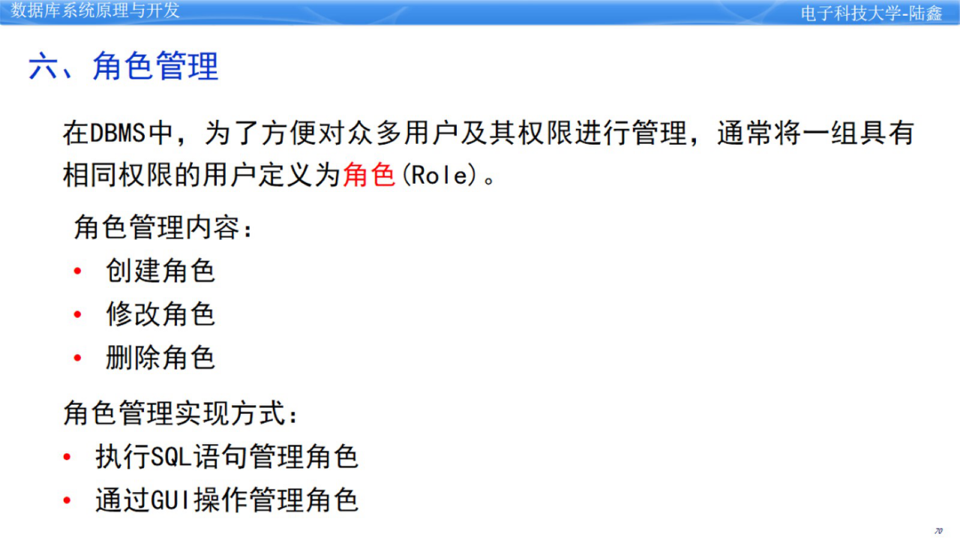 数据库系统原理与开发
电子科技大学-陆鑫
六、角色管理
在DBMS中，为了方便对众多用户及其权限进行管理，通常将一组具有
相同权限的用户定义为角色(Role)。
角色管理内容：
• 创建角色
• 修改角色
• 删除角色
角色管理实现方式：
• 执行SQL语句管理角色
• 通过GUI操作管理角色
70